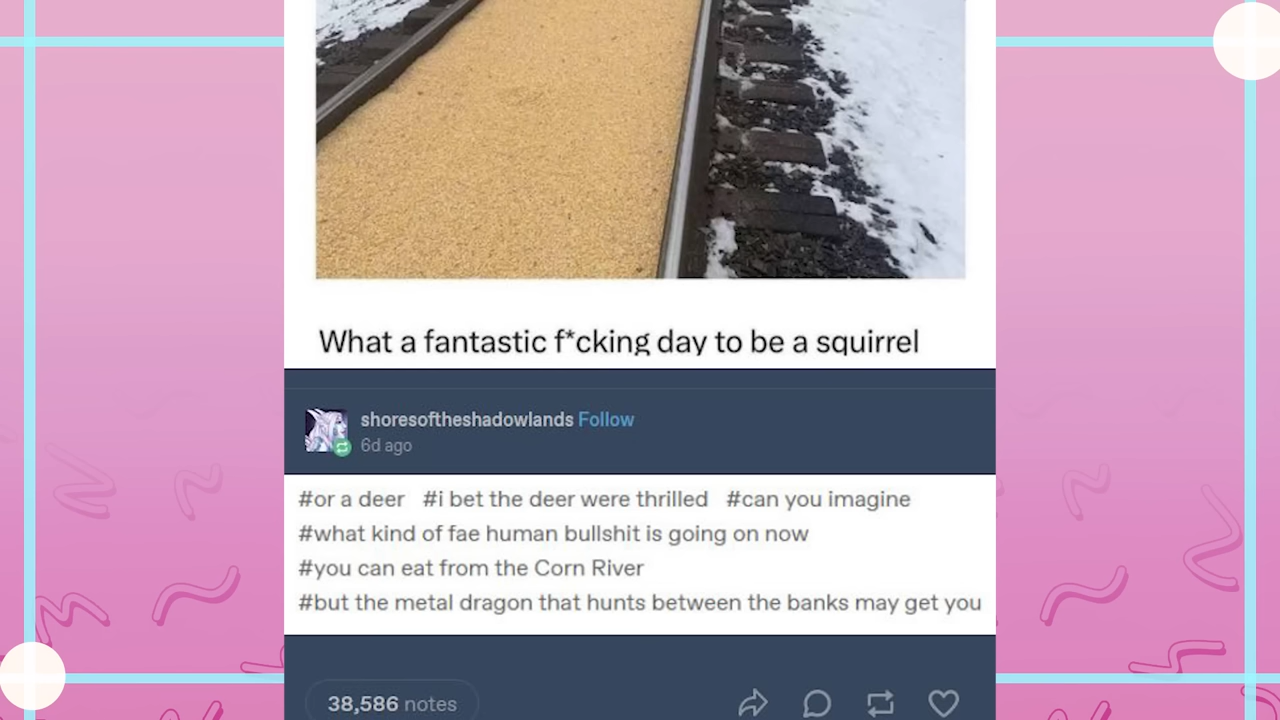 What a fantastic f*cking day to be a squirrel
shoresoftheshadowlands Follow
6d ago
#or a deer #i bet the deer were thrilled #can you imagine
#what kind of fae human bullshit is going on now
#you can eat from the Corn River
#but the metal dragon that hunts between the banks may get you
38,586 notes